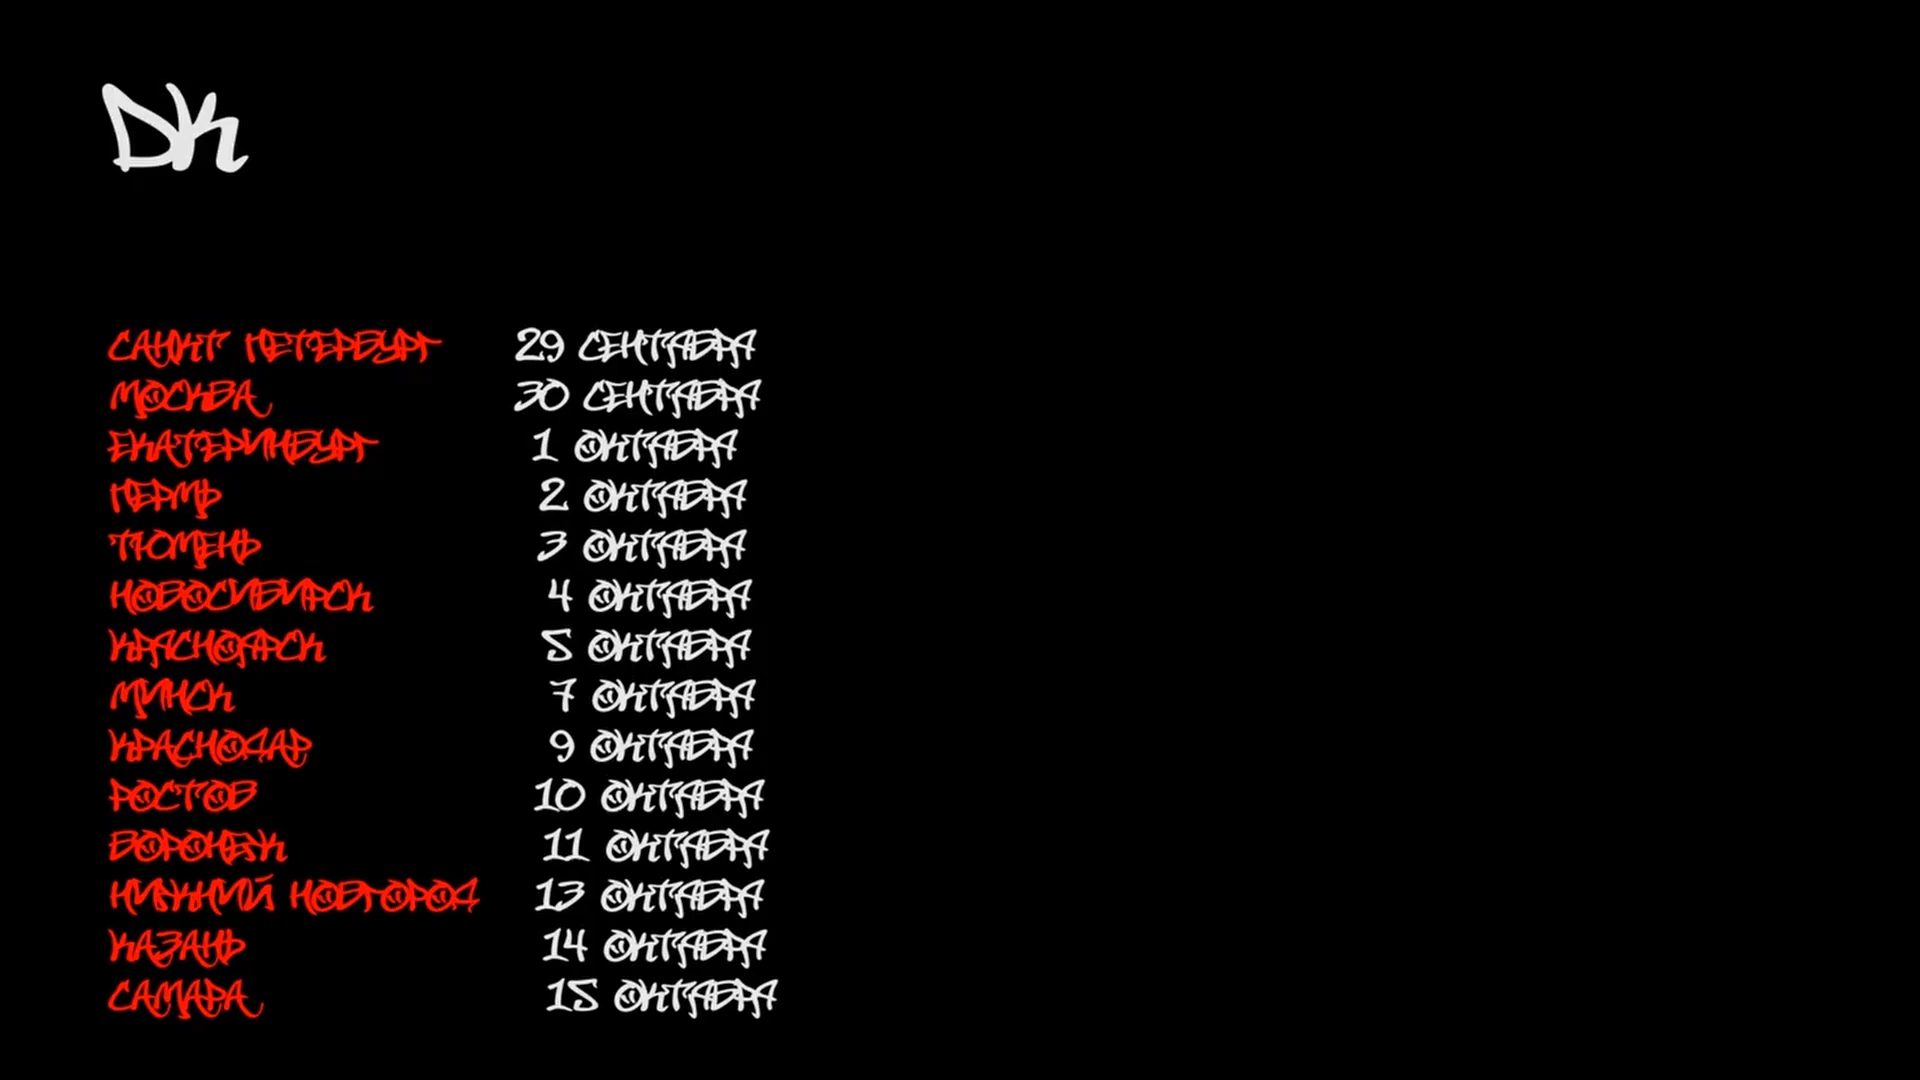 DK
САНКТ ПЕТЕРБУРГ 29 СЕНТЯБРЯ
МОСКВА 30 СЕНТЯБРЯ
ЕКАТЕРИНБУРГ 1 ОКТЯБРЯ
ПЕРМЬ 2 ОКТЯБРЯ
ТЮМЕНЬ 3 ОКТЯБРЯ
НОВОСИБИРСК 4 ОКТЯБРЯ
КРАСНОЯРСК 5 ОКТЯБРЯ
МИНСК 7 ОКТЯБРЯ
КРАСНОДАР 9 ОКТЯБРЯ
РОСТОВ 10 ОКТЯБРЯ
ВОРОНЕЖ 11 ОКТЯБРЯ
НИЖНИЙ НОВГОРОД 13 ОКТЯБРЯ
КАЗАНЬ 14 ОКТЯБРЯ
САМАРА 15 ОКТЯБРЯ